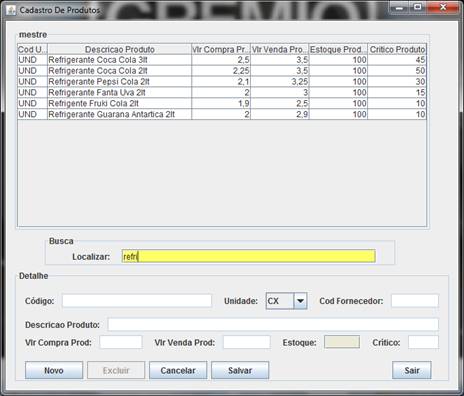 Cadastro De Produtos
GREMIO
mestre
Cod U... Descricao Produto Vlr Compra Pro... Vlr Venda Pro... Estoque Prod... Critico Produto
UND Refrigerante Coca Cola 3lt 2,5 3,5 100 45
UND Refrigerante Coca Cola 2lt 2,25 3,5 100 50
UND Refrigerante Pepsi Cola 2lt 2,1 3,25 100 30
UND Refrigerante Fanta Uva 2lt 2 3 100 15
UND Refrigente Fruki Cola 2lt 1,9 2,5 100 10
UND Refrigerante Guarana Antartica 2lt 2 2,9 100 10
Busca
Localizar: refri
Detalhe
Código: Unidade: CX Cod Fornecedor:
Descricao Produto:
Vlr Compra Prod: Vlr Venda Prod: Estoque: Critico:
Novo Excluir Cancelar Salvar Sair